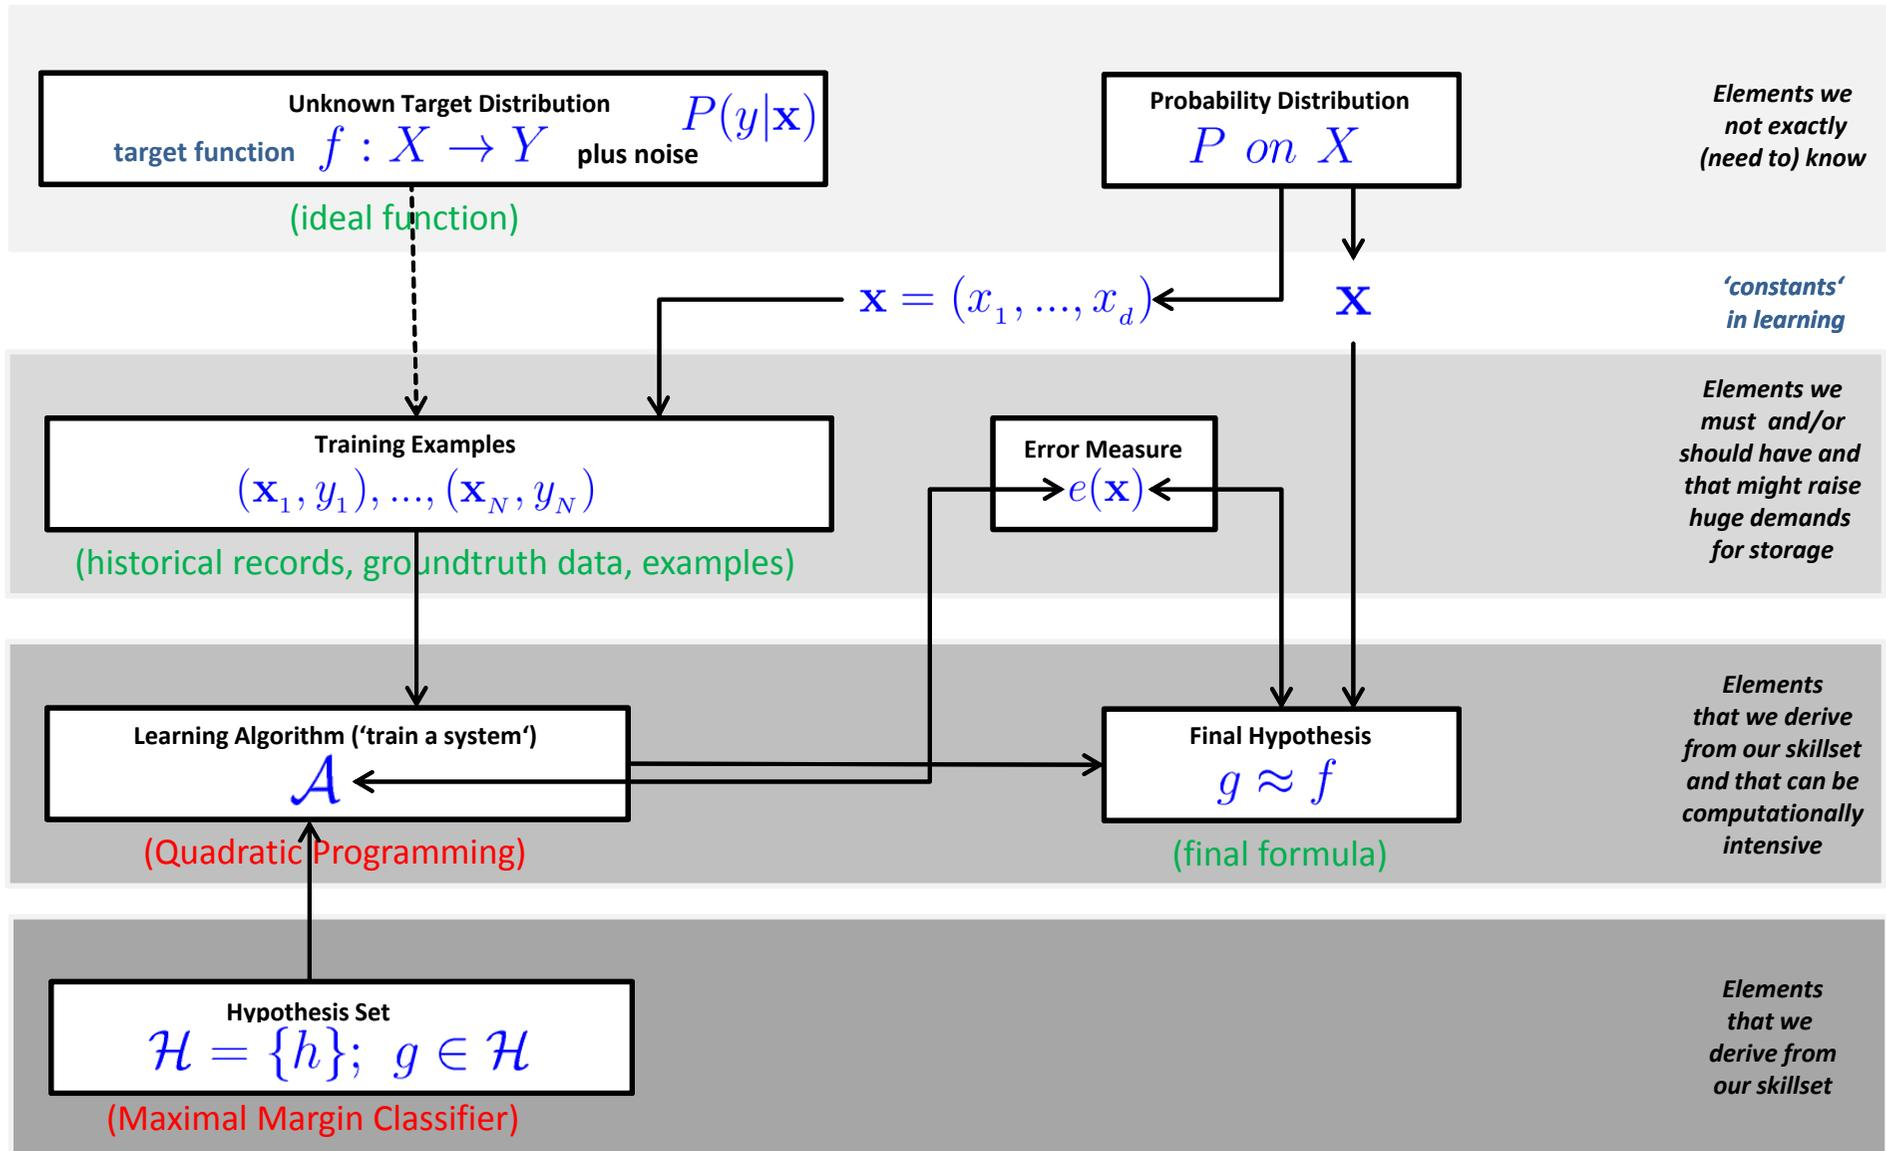 Unknown Target Distribution
target function f : X → Y plus noise P(y|𝐱)
(ideal function)
Probability Distribution
P on X
Elements we
not exactly
(need to) know
𝐱 = (x₁, ..., x_d)
𝐱
‘constants‘
in learning
Training Examples
(𝐱₁, y₁), ..., (𝐱_N, y_N)
(historical records, groundtruth data, examples)
Error Measure
e(𝐱)
Elements we
must and/or
should have and
that might raise
huge demands
for storage
Learning Algorithm (‘train a system‘)
𝒜
(Quadratic Programming)
Final Hypothesis
g ≈ f
(final formula)
Elements
that we derive
from our skillset
and that can be
computationally
intensive
Hypothesis Set
ℋ = {h}; g ∈ ℋ
(Maximal Margin Classifier)
Elements
that we
derive from
our skillset